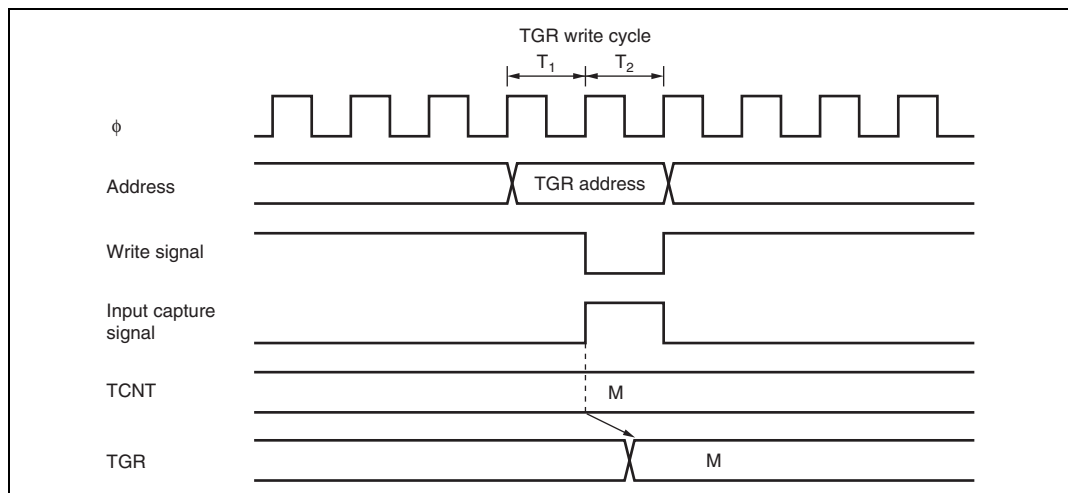 TGR write cycle
T₁ T₂
ϕ
Address
TGR address
Write signal
Input capture
signal
TCNT
M
TGR
M